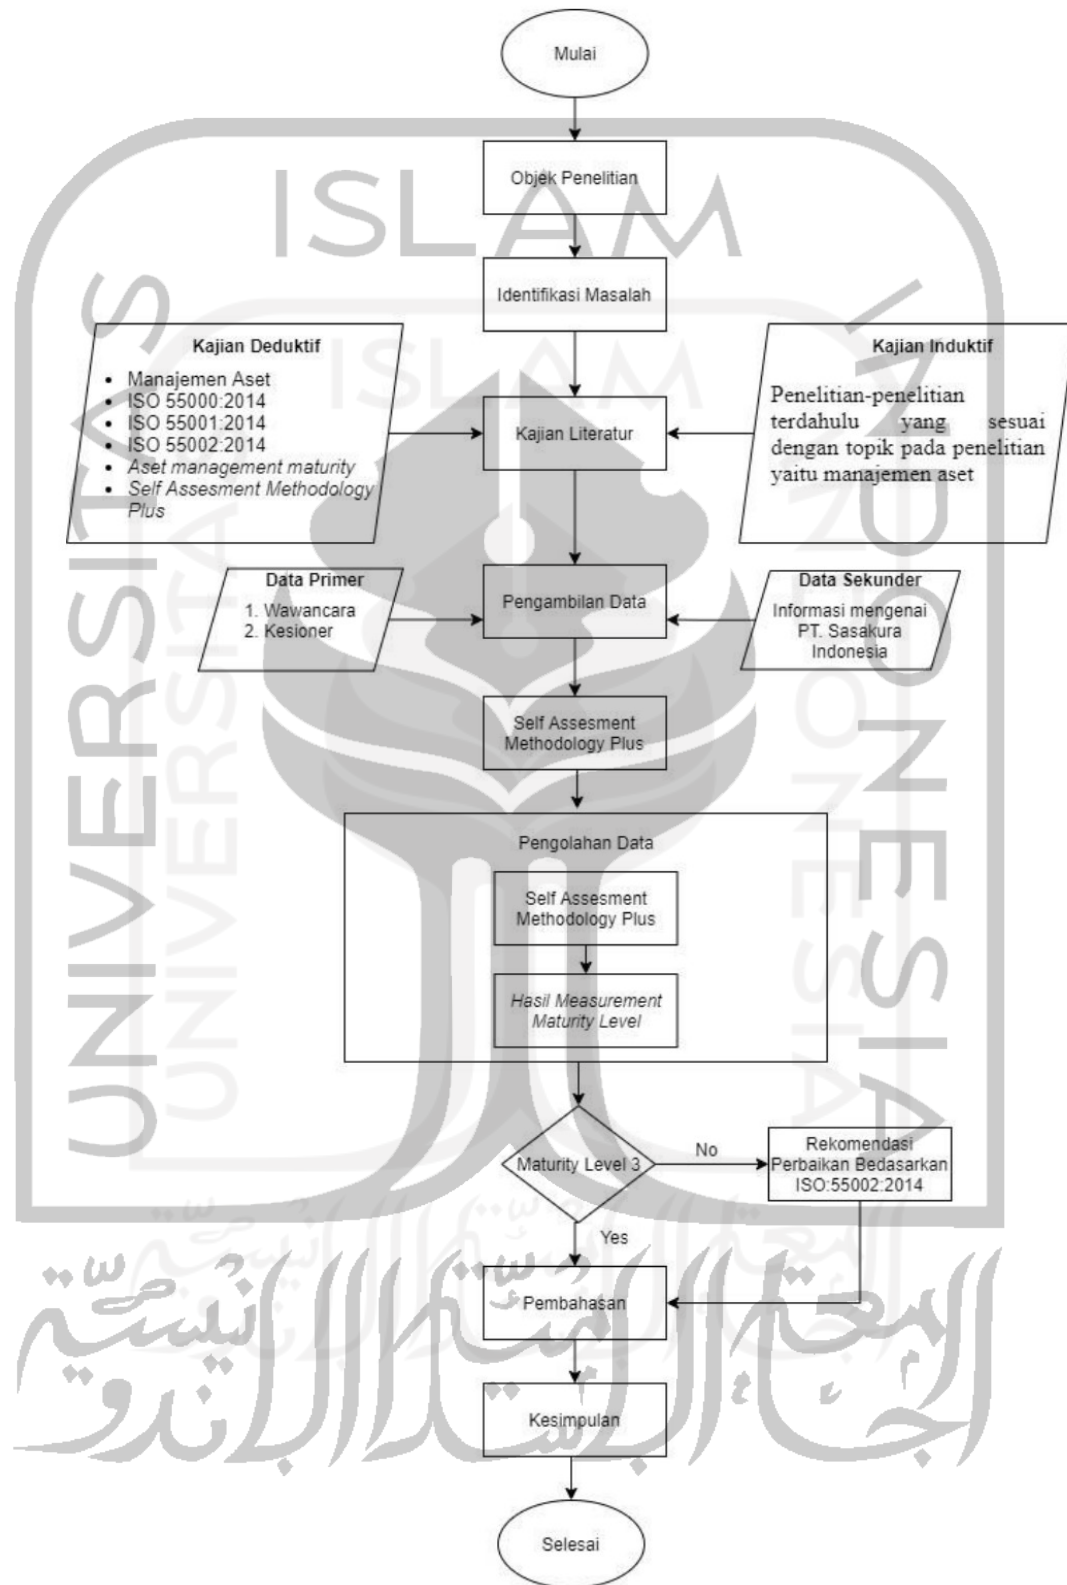 Mulai
Objek Penelitian
Identifikasi Masalah
Kajian Deduktif
• Manajemen Aset
• ISO 55000:2014
• ISO 55001:2014
• ISO 55002:2014
• Aset management maturity
• Self Assesment Methodology
Plus
Kajian Literatur
Kajian Induktif
Penelitian-penelitian
terdahulu yang sesuai
dengan topik pada penelitian
yaitu manajemen aset
Data Primer
1. Wawancara
2. Kesioner
Pengambilan Data
Data Sekunder
Informasi mengenai
PT. Sasakura
Indonesia
Self Assesment
Methodology Plus
Pengolahan Data
Self Assesment
Methodology Plus
Hasil Measurement
Maturity Level
Maturity Level 3
No
Rekomendasi
Perbaikan Bedasarkan
ISO:55002:2014
Yes
Pembahasan
Kesimpulan
Selesai
UNIVERSITAS
ISLAM
INDONESIA
UNIVERSITAS
ISLAM
INDONESIA